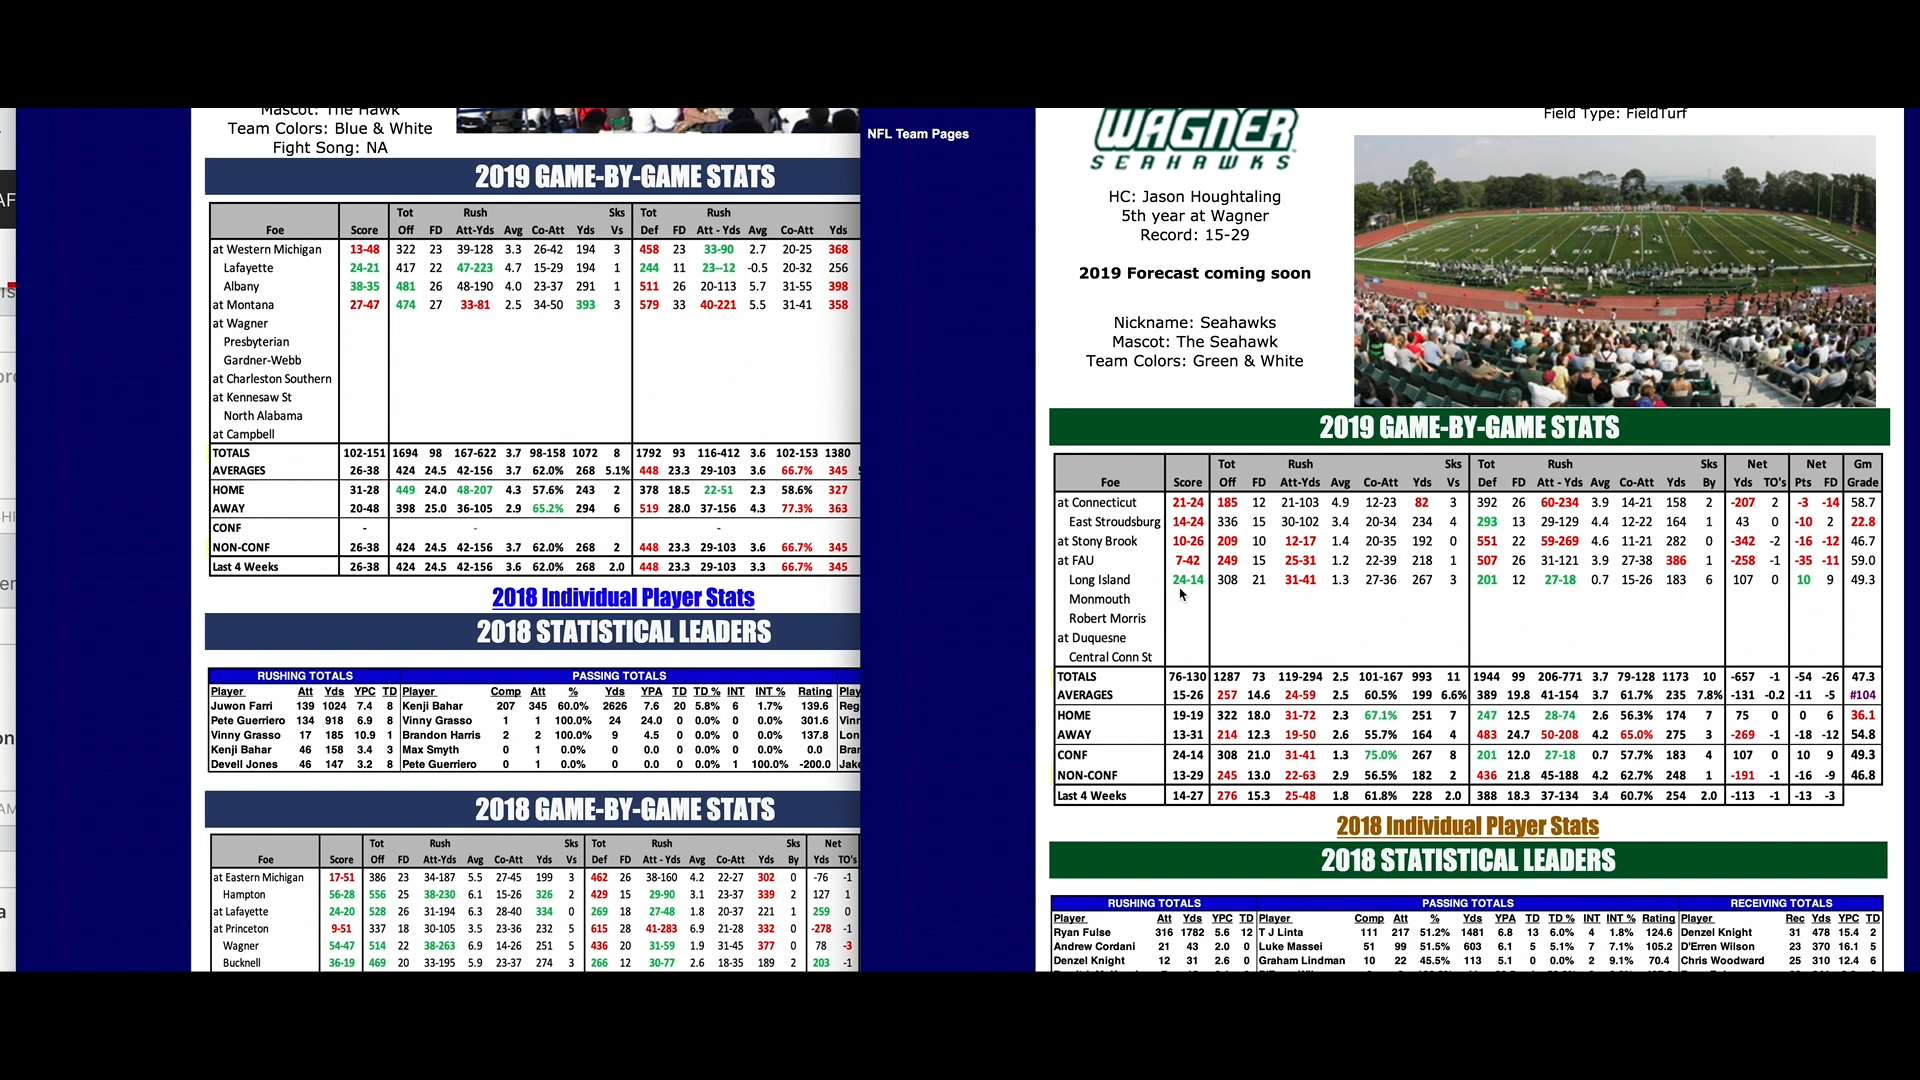 Mascot: The Hawk
Team Colors: Blue & White
Fight Song: NA
2019 GAME-BY-GAME STATS
Tot Rush Sks Tot Rush
Foe Score Off FD Att-Yds Avg Co-Att Yds Vs Def FD Att - Yds Avg Co-Att Yds
at Western Michigan 13-48 322 23 39-128 3.3 26-42 194 3 458 23 33-90 2.7 20-25 368
Lafayette 24-21 417 22 47-223 4.7 15-29 194 1 244 11 23--12 -0.5 20-32 256
Albany 38-35 481 26 48-190 4.0 23-37 291 1 511 26 20-113 5.7 31-55 398
at Montana 27-47 474 27 33-81 2.5 34-50 393 3 579 33 40-221 5.5 31-41 358
at Wagner
Presbyterian
Gardner-Webb
at Charleston Southern
at Kennesaw St
North Alabama
at Campbell
TOTALS 102-151 1694 98 167-622 3.7 98-158 1072 8 1792 93 116-412 3.6 102-153 1380
AVERAGES 26-38 424 24.5 42-156 3.7 62.0% 268 5.1% 448 23.3 29-103 3.6 66.7% 345
HOME 31-28 449 24.0 48-207 4.3 57.6% 243 2 378 18.5 22-51 2.3 58.6% 327
AWAY 20-48 398 25.0 36-105 2.9 65.2% 294 6 519 28.0 37-156 4.3 77.3% 363
CONF - - -
NON-CONF 26-38 424 24.5 42-156 3.7 62.0% 268 2 448 23.3 29-103 3.6 66.7% 345
Last 4 Weeks 26-38 424 24.5 42-156 3.6 62.0% 268 2.0 448 23.3 29-103 3.3 66.7% 345
2018 Individual Player Stats
2018 STATISTICAL LEADERS
RUSHING TOTALS PASSING TOTALS
Player Att Yds YPC TD Player Comp Att % Yds YPA TD TD % INT INT % Rating Play
Juwon Farri 139 1024 7.4 8 Kenji Bahar 207 345 60.0% 2626 7.6 20 5.8% 6 1.7% 139.6 Reg
Pete Guerriero 134 918 6.9 8 Vinny Grasso 1 1 100.0% 24 24.0 0 0.0% 0 0.0% 301.6 Vinn
Vinny Grasso 17 185 10.9 1 Brandon Harris 2 2 100.0% 9 4.5 0 0.0% 0 0.0% 137.8 Lon
Kenji Bahar 46 158 3.4 3 Max Smyth 0 1 0.0% 0 0.0 0 0.0% 0 0.0% 0.0 Bran
Devell Jones 46 147 3.2 8 Pete Guerriero 0 1 0.0% 0 0.0 0 0.0% 1 100.0% -200.0 Jake
2018 GAME-BY-GAME STATS
Tot Rush Sks Tot Rush Sks Net
Foe Score Off FD Att-Yds Avg Co-Att Yds Vs Def FD Att - Yds Avg Co-Att Yds By Yds TO's
at Eastern Michigan 17-51 386 23 34-187 5.5 27-45 199 3 462 26 38-160 4.2 22-27 302 0 -76 -1
Hampton 56-28 556 25 38-230 6.1 15-26 326 2 429 15 29-90 3.1 23-37 339 2 127 1
at Lafayette 24-20 528 26 31-194 6.3 28-40 334 0 269 18 27-48 1.8 20-37 221 1 259 0
at Princeton 9-51 337 18 30-105 3.5 23-36 232 5 615 28 41-283 6.9 21-28 332 0 -278 -1
Wagner 54-47 514 22 38-263 6.9 14-26 251 5 436 20 31-59 1.9 31-45 377 0 78 -3
Bucknell 36-19 469 20 33-195 5.9 23-37 274 3 266 12 30-77 2.6 18-35 189 2 203 -1
NFL Team Pages
WAGNER
SEAHAWKS
Field Type: FieldTurf
HC: Jason Houghtaling
5th year at Wagner
Record: 15-29
2019 Forecast coming soon
Nickname: Seahawks
Mascot: The Seahawk
Team Colors: Green & White
2019 GAME-BY-GAME STATS
Tot Rush Sks Tot Rush Sks Net Net Gm
Foe Score Off FD Att-Yds Avg Co-Att Yds Vs Def FD Att - Yds Avg Co-Att Yds By Yds TO's Pts FD Grade
at Connecticut 21-24 185 12 21-103 4.9 12-23 82 3 392 26 60-234 3.9 14-21 158 2 -207 2 -3 -14 58.7
East Stroudsburg 14-24 336 15 30-102 3.4 20-34 234 4 293 13 29-129 4.4 12-22 164 1 43 0 -10 2 22.8
at Stony Brook 10-26 209 10 12-17 1.4 20-35 192 0 551 22 59-269 4.6 11-21 282 0 -342 -2 -16 -12 46.7
at FAU 7-42 249 15 25-31 1.2 22-39 218 1 507 26 31-121 3.9 27-38 386 1 -258 -1 -35 -11 59.0
Long Island 24-14 308 21 31-41 1.3 27-36 267 3 201 12 27-18 0.7 15-26 183 6 107 0 10 9 49.3
Monmouth
Robert Morris
at Duquesne
Central Conn St
TOTALS 76-130 1287 73 119-294 2.5 101-167 993 11 1944 99 206-771 3.7 79-128 1173 10 -657 -1 -54 -26 47.3
AVERAGES 15-26 257 14.6 24-59 2.5 60.5% 199 6.6% 389 19.8 41-154 3.7 61.7% 235 7.8% -131 -0.2 -11 -5 #104
HOME 19-19 322 18.0 31-72 2.3 67.1% 251 7 247 12.5 28-74 2.6 56.3% 174 7 75 0 0 6 36.1
AWAY 13-31 214 12.3 19-50 2.6 55.7% 164 4 483 24.7 50-208 4.2 65.0% 275 3 -269 -1 -18 -12 54.8
CONF 24-14 308 21.0 31-41 1.3 75.0% 267 8 201 12.0 27-18 0.7 57.7% 183 4 107 0 10 9 49.3
NON-CONF 13-29 245 13.0 22-63 2.9 56.5% 182 2 436 21.8 45-188 4.2 62.7% 248 1 -191 -1 -16 -9 46.8
Last 4 Weeks 14-27 276 15.3 25-48 1.8 61.8% 228 2.0 388 18.3 37-134 3.4 60.7% 254 2.0 -113 -1 -13 -3
2018 Individual Player Stats
2018 STATISTICAL LEADERS
RUSHING TOTALS PASSING TOTALS RECEIVING TOTALS
Player Att Yds YPC TD Player Comp Att % Yds YPA TD TD % INT INT % Rating Player Rec Yds YPC TD
Ryan Fulse 316 1782 5.6 12 T J Linta 111 217 51.2% 1481 6.8 13 6.0% 4 1.8% 124.6 Denzel Knight 31 478 15.4 2
Andrew Cordani 21 43 2.0 0 Luke Massei 51 99 51.5% 603 6.1 5 5.1% 7 7.1% 105.2 D'Erren Wilson 23 370 16.1 5
Denzel Knight 12 31 2.6 0 Graham Lindman 10 22 45.5% 113 5.1 0 0.0% 2 9.1% 70.4 Chris Woodward 25 310 12.4 6